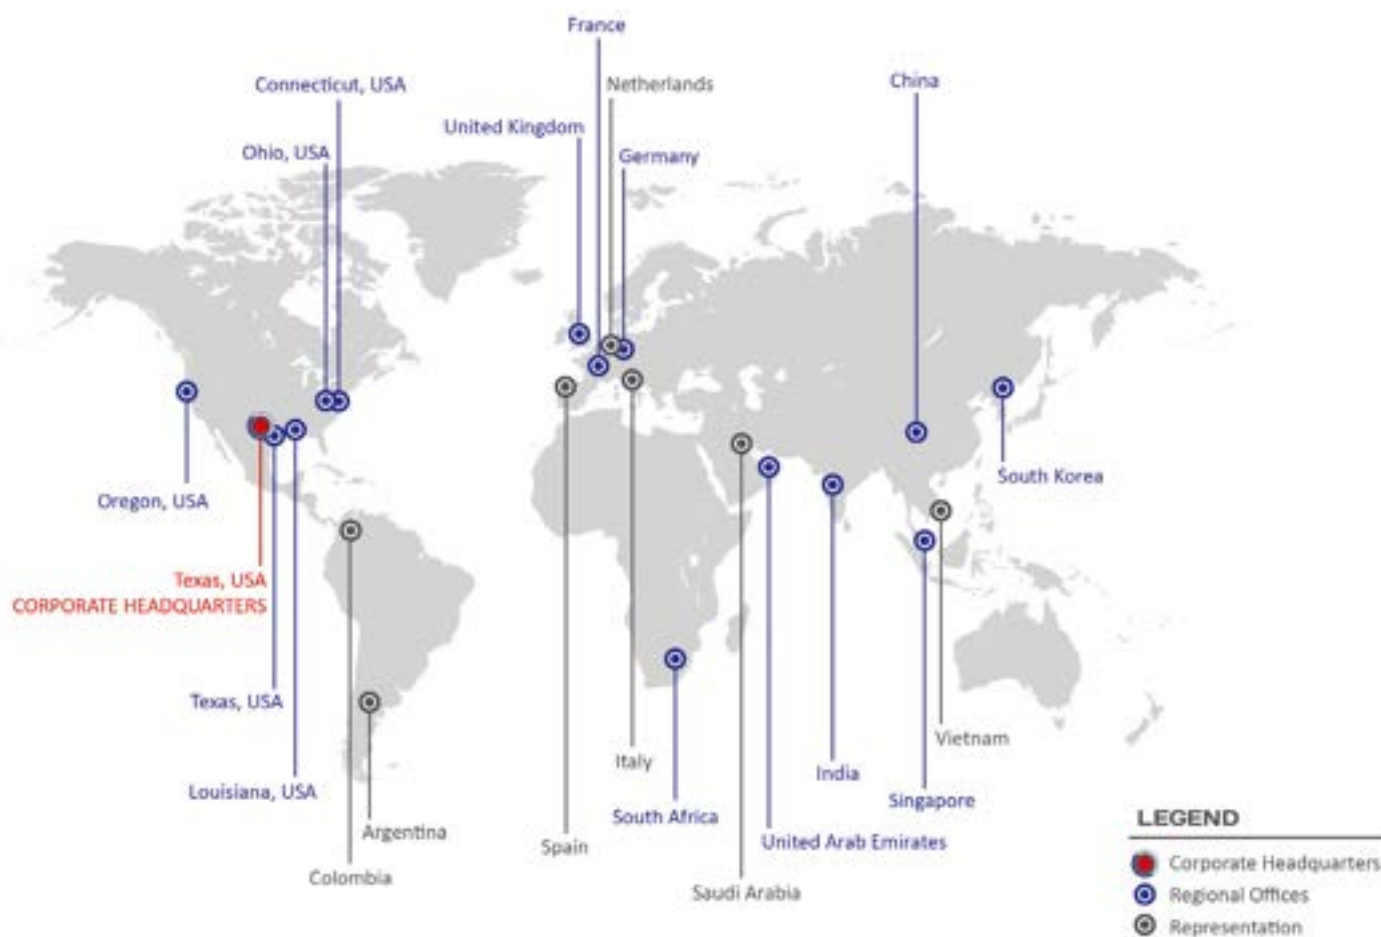 France
Connecticut, USA
Netherlands
China
United Kingdom
Ohio, USA
Germany
South Korea
Oregon, USA
Texas, USA
CORPORATE HEADQUARTERS
Texas, USA
Vietnam
Italy
India
Louisiana, USA
Singapore
South Africa
Argentina
United Arab Emirates
Spain
Colombia
Saudi Arabia
LEGEND
Corporate Headquarters
Regional Offices
Representation